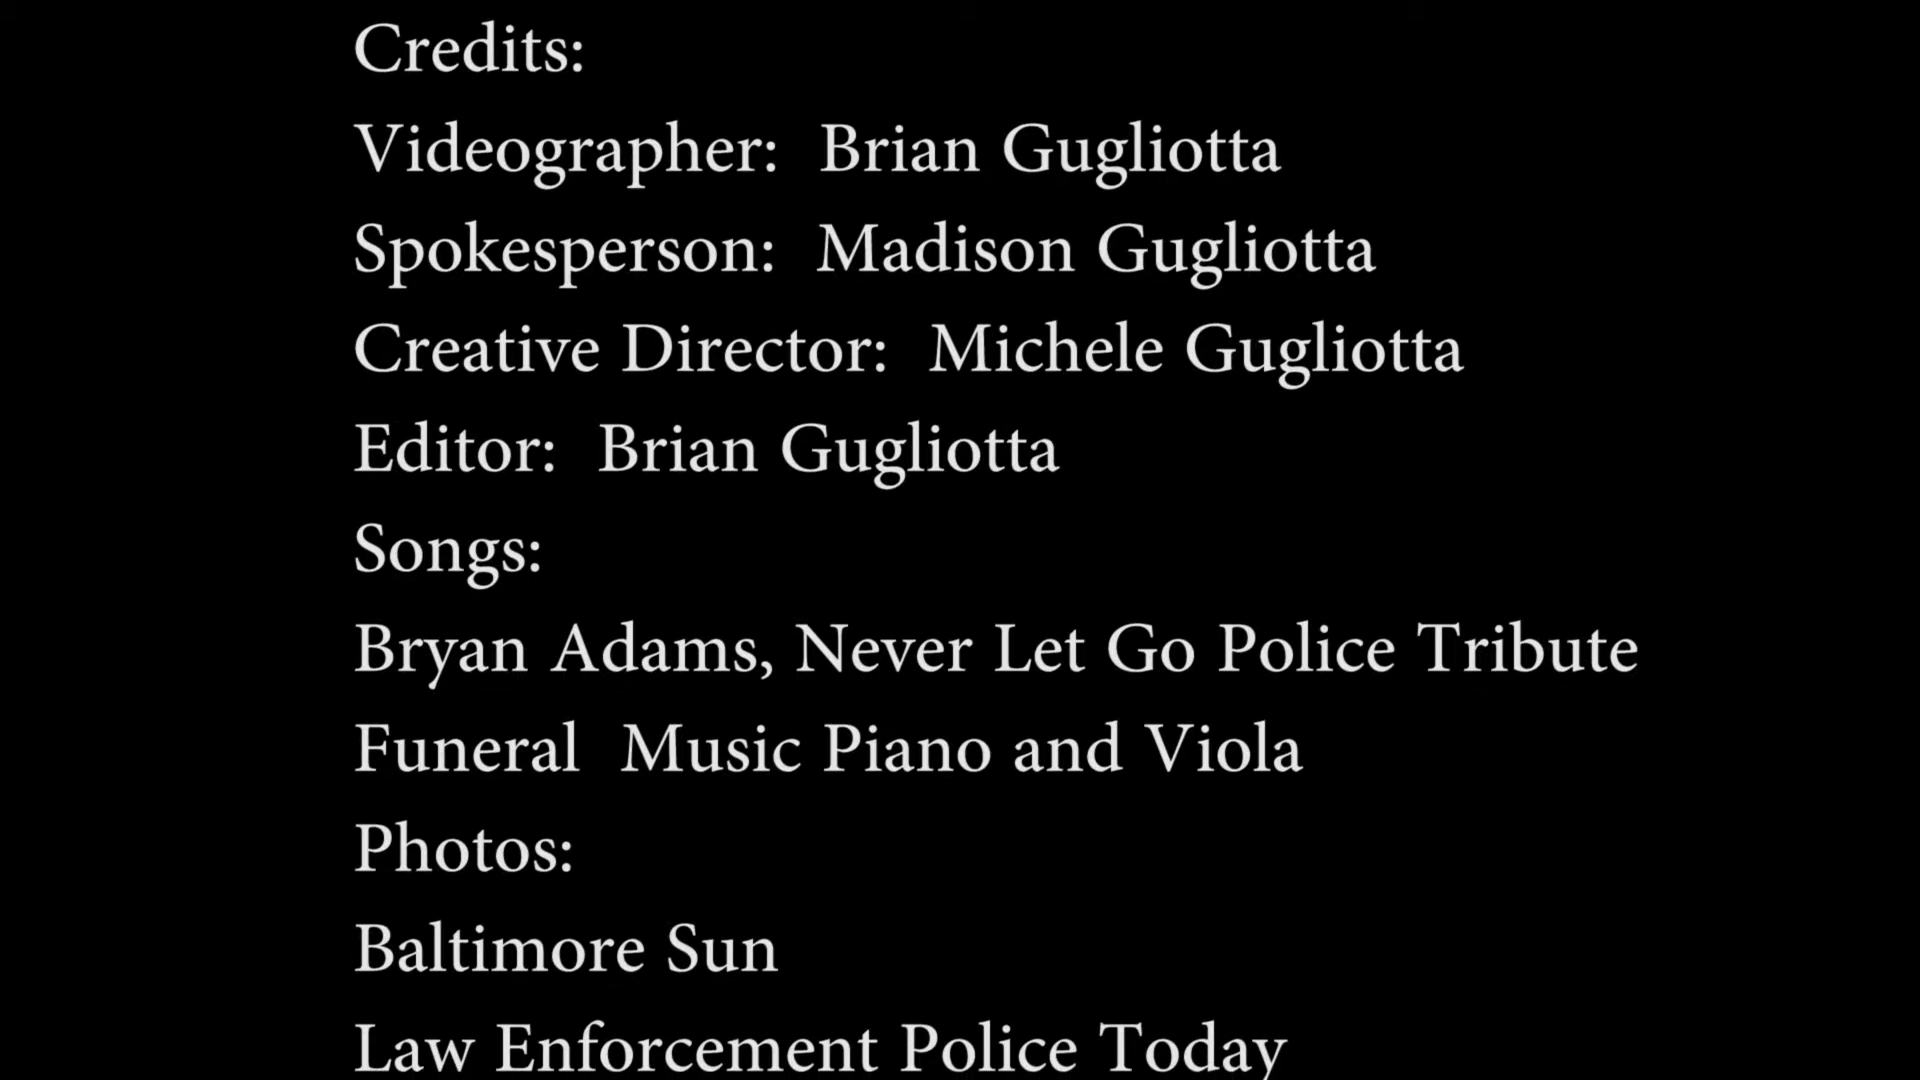 Credits:
Videographer:  Brian Gugliotta
Spokesperson:  Madison Gugliotta
Creative Director:  Michele Gugliotta
Editor:  Brian Gugliotta
Songs:
Bryan Adams, Never Let Go Police Tribute
Funeral  Music Piano and Viola
Photos:
Baltimore Sun
Law Enforcement Police Today